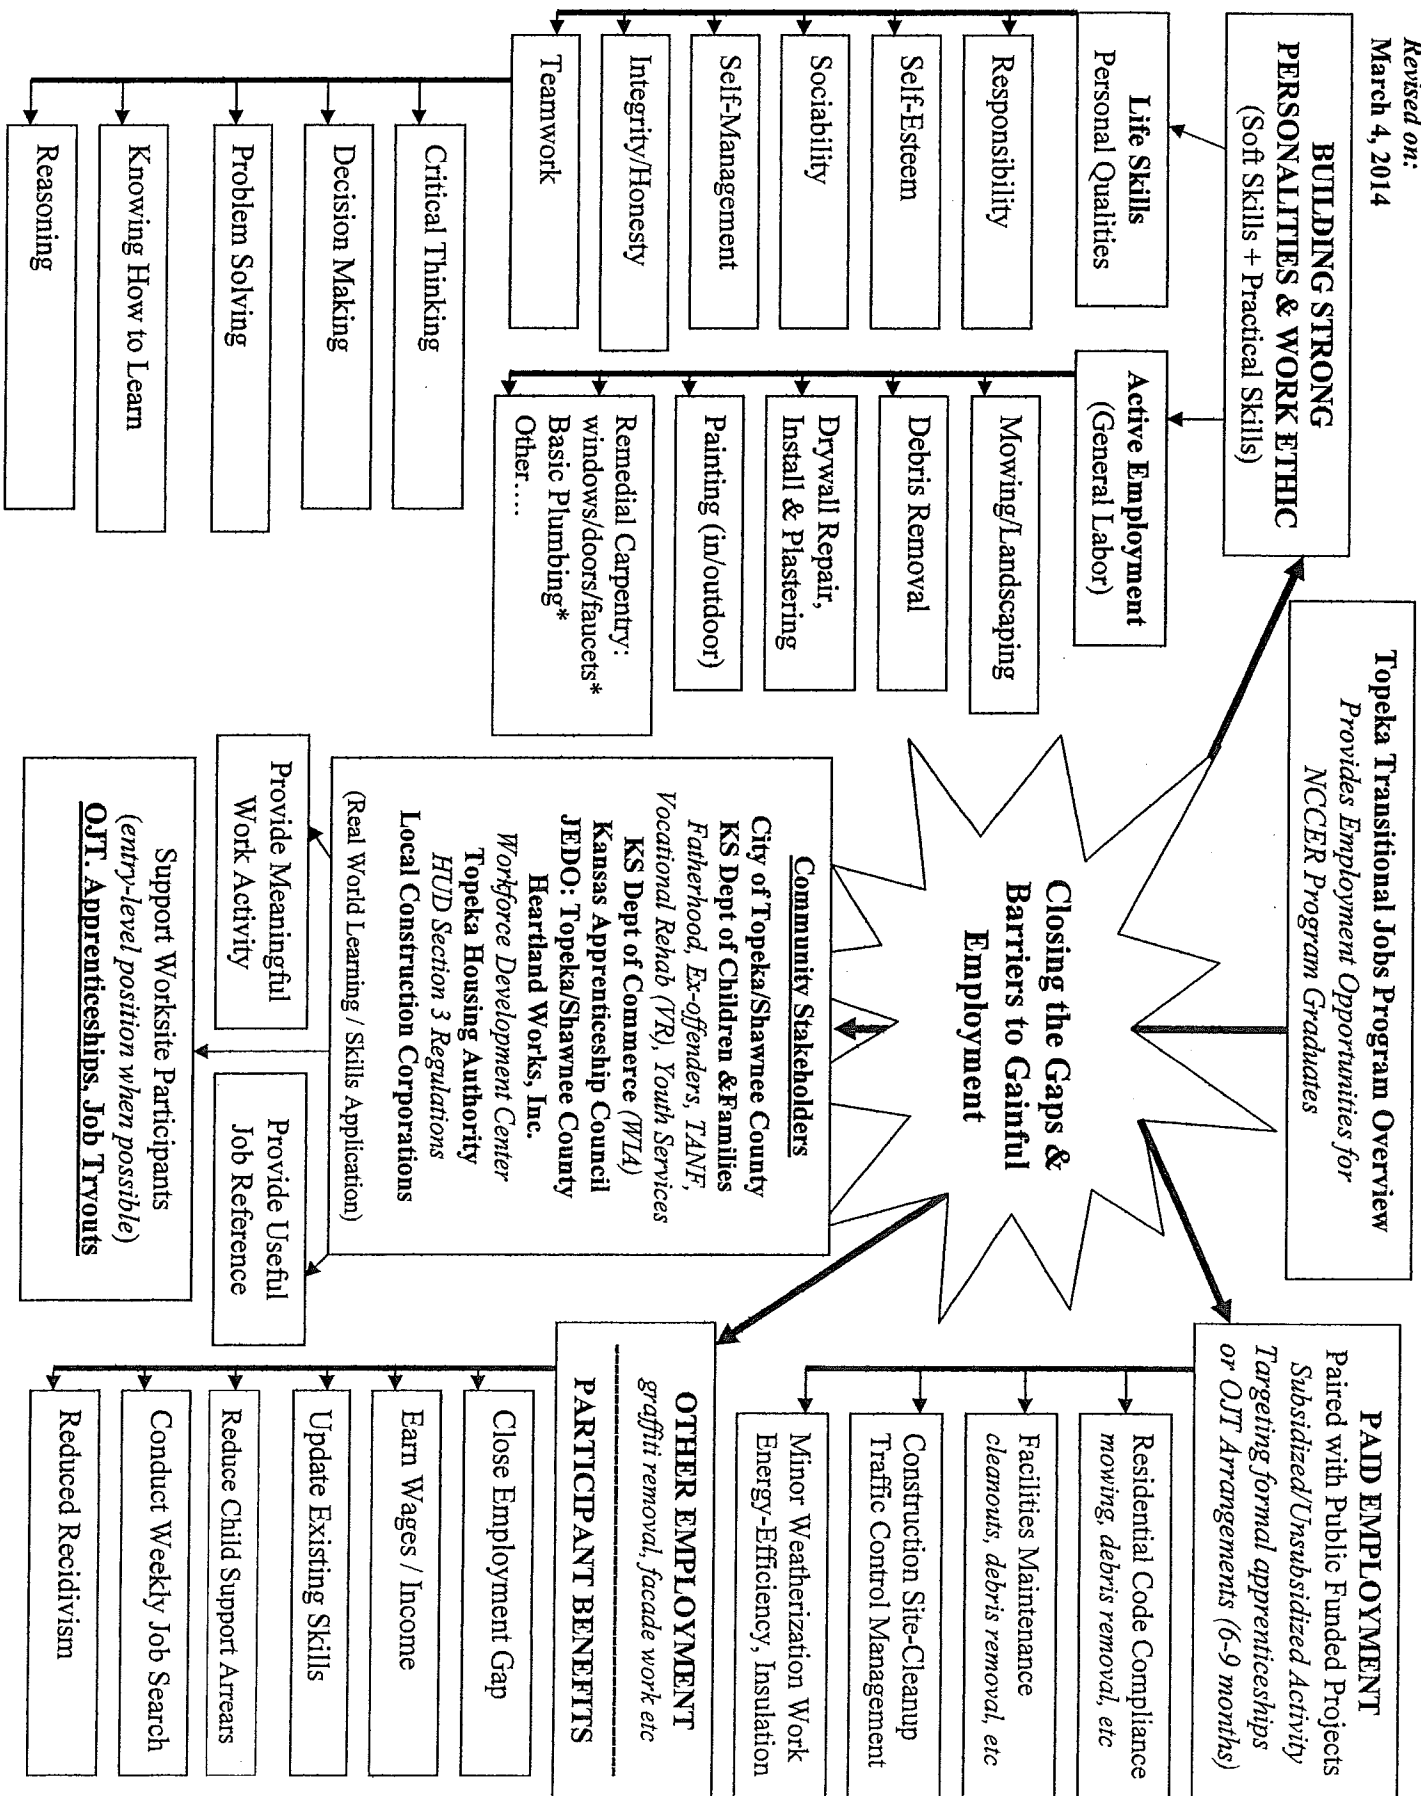 Revised on:
March 4, 2014
Topeka Transitional Jobs Program Overview
Provides Employment Opportunities for
NCCER Program Graduates
BUILDING STRONG
PERSONALITIES & WORK ETHIC
(Soft Skills + Practical Skills)
Life Skills
Personal Qualities
Responsibility
Self-Esteem
Sociability
Self-Management
Integrity/Honesty
Teamwork
Critical Thinking
Decision Making
Problem Solving
Knowing How to Learn
Reasoning
Active Employment
(General Labor)
Mowing/Landscaping
Debris Removal
Drywall Repair,
Install & Plastering
Painting (in/outdoor)
Remedial Carpentry:
windows/doors/faucets*
Basic Plumbing*
Other….
Closing the Gaps &
Barriers to Gainful
Employment
Community Stakeholders
City of Topeka/Shawnee County
KS Dept of Children &Families
Fatherhood, Ex-offenders, TANF,
Vocational Rehab (VR), Youth Services
KS Dept of Commerce (WIA)
Kansas Apprenticeship Council
JEDO: Topeka/Shawnee County
Heartland Works, Inc.
Workforce Development Center
Topeka Housing Authority
HUD Section 3 Regulations
Local Construction Corporations
(Real World Learning / Skills Application)
Provide Meaningful
Work Activity
Provide Useful
Job Reference
Support Worksite Participants
(entry-level position when possible)
OJT. Apprenticeships, Job Tryouts
PAID EMPLOYMENT
Paired with Public Funded Projects
Subsidized/Unsubsidized Activity
Targeting formal apprenticeships
or OJT Arrangements (6-9 months)
Residential Code Compliance
mowing, debris removal, etc
Facilities Maintenance
cleanouts, debris removal, etc
Construction Site-Cleanup
Traffic Control Management
Minor Weatherization Work
Energy-Efficiency, Insulation
OTHER EMPLOYMENT
graffiti removal, facade work etc
PARTICIPANT BENEFITS
Close Employment Gap
Earn Wages / Income
Update Existing Skills
Reduce Child Support Arrears
Conduct Weekly Job Search
Reduced Recidivism